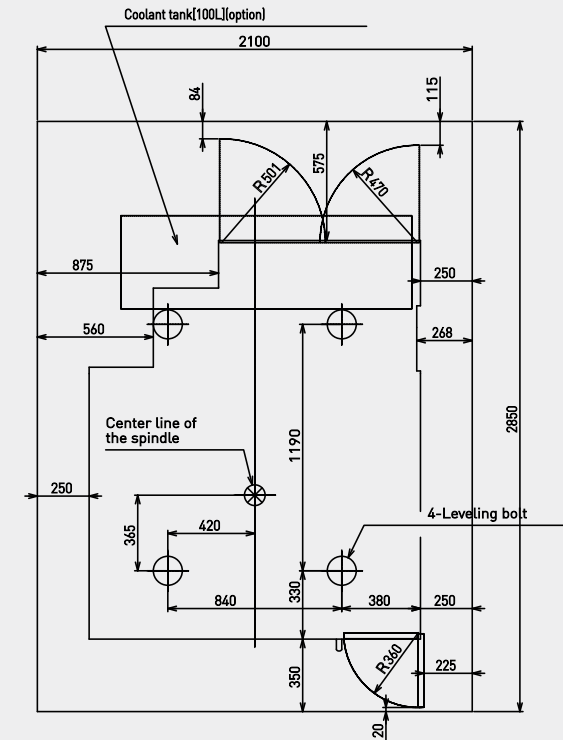 Coolant tank[100L](option)
2100
84
115
R501
575
R470
875
250
560
268
Center line of
the spindle
1190
2850
250
365
420
4-Leveling bolt
840
330
380
250
350
R360
225
20